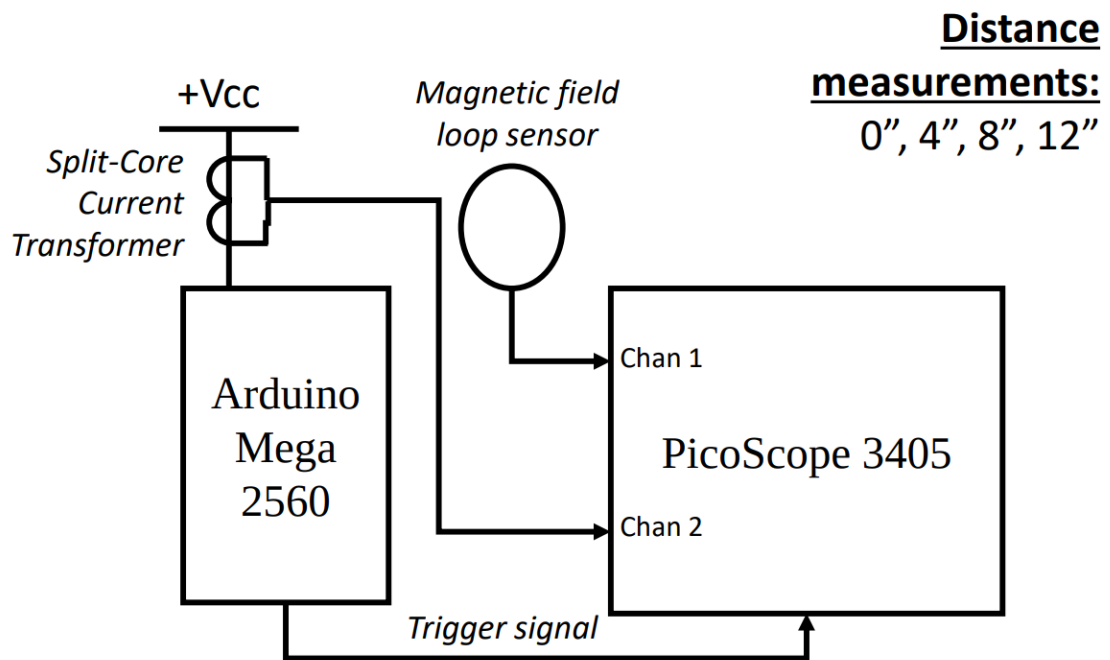 Distance
measurements:
0”, 4”, 8”, 12”
+Vcc
Split-Core
Current
Transformer
Magnetic field
loop sensor
Arduino
Mega
2560
Chan 1
PicoScope 3405
Chan 2
Trigger signal